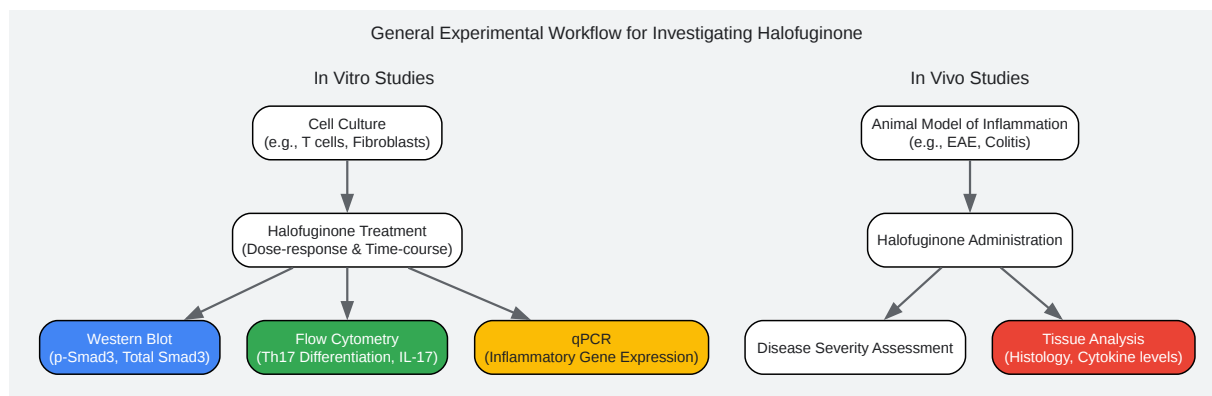 General Experimental Workflow for Investigating Halofuginone
In Vitro Studies
Cell Culture
(e.g., T cells, Fibroblasts)
Halofuginone Treatment
(Dose-response & Time-course)
Western Blot
(p-Smad3, Total Smad3)
Flow Cytometry
(Th17 Differentiation, IL-17)
qPCR
(Inflammatory Gene Expression)
In Vivo Studies
Animal Model of Inflammation
(e.g., EAE, Colitis)
Halofuginone Administration
Disease Severity Assessment
Tissue Analysis
(Histology, Cytokine levels)